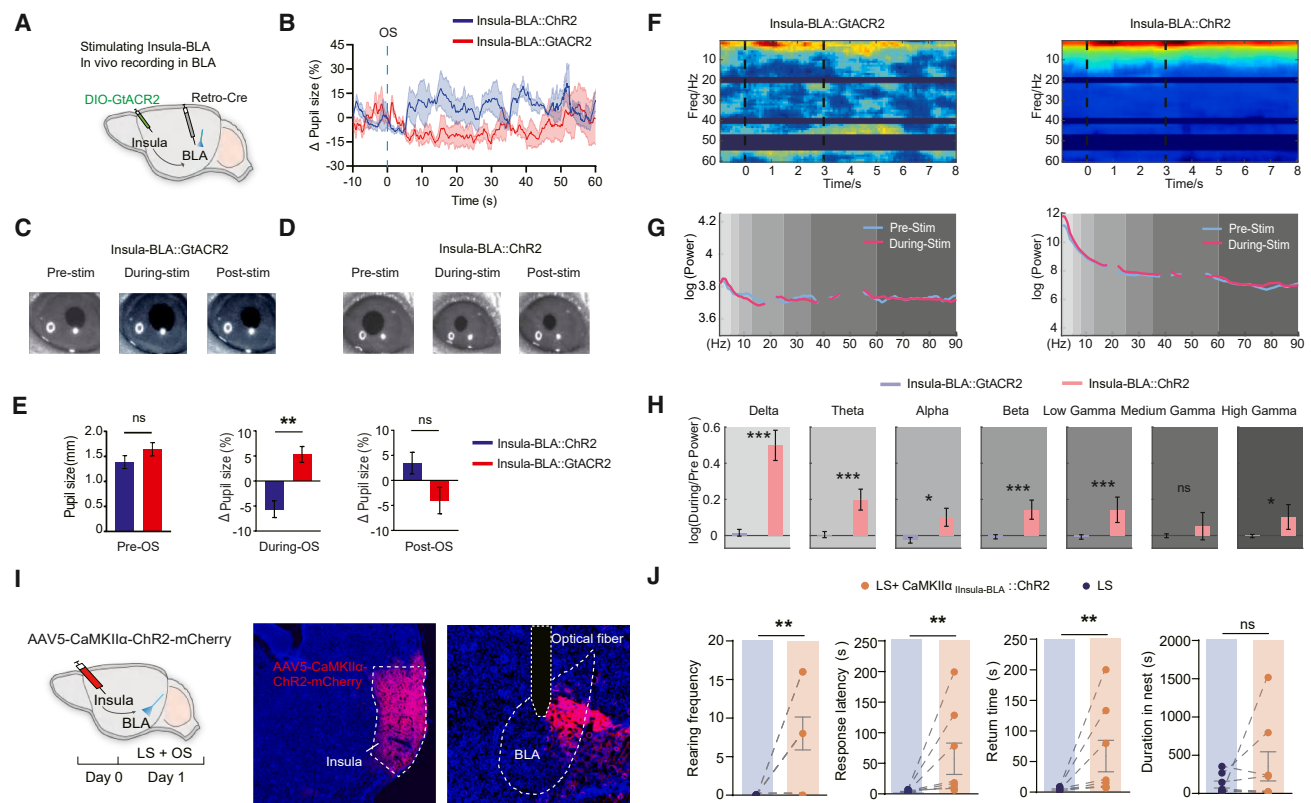 A
Stimulating Insula-BLA
In vivo recording in BLA
DIO-GtACR2
Retro-Cre
Insula
BLA
B
OS
Insula-BLA::ChR2
Insula-BLA::GtACR2
Δ Pupil size (%)
45
30
15
0
-15
-30
-10 0 10 20 30 40 50 60
Time (s)
C
Insula-BLA::GtACR2
Pre-stim During-stim Post-stim
D
Insula-BLA::ChR2
Pre-stim During-stim Post-stim
E
Pupil size(mm)
2.0
1.5
1.0
0.5
0
ns
Pre-OS
Δ Pupil size (%)
10
5
0
-5
-10
**
During-OS
Δ Pupil size (%)
10
5
0
-5
-10
ns
Post-OS
Insula-BLA::ChR2
Insula-BLA::GtACR2
F
Insula-BLA::GtACR2
Freq/Hz
10
20
30
40
50
60
0 1 2 3 4 5 6 7 8
Time/s
Insula-BLA::ChR2
Freq/Hz
10
20
30
40
50
60
0 1 2 3 4 5 6 7 8
Time/s
G
log (Power)
4.2
4
3.8
3.6
Pre-Stim
During-Stim
(Hz) 10 20 30 40 50 60 70 80 90
log (Power)
12
10
8
6
4
Pre-Stim
During-Stim
(Hz) 10 20 30 40 50 60 70 80 90
Insula-BLA::GtACR2
Insula-BLA::ChR2
H
Delta Theta Alpha Beta Low Gamma Medium Gamma High Gamma
log(During/Pre Power)
0.6
0.4
0.2
0
*** *** * *** *** ns *
I
AAV5-CaMKIIα-ChR2-mCherry
Insula
BLA
LS + OS
Day 0 Day 1
AAV5-CaMKIIα-
ChR2-mCherry
Insula
Optical fiber
BLA
J
LS+ CaMKIIα IInsula-BLA ::ChR2
LS
Rearing frequency
20
15
10
5
0
**
Response latency (s)
250
200
150
100
50
0
**
Return time (s)
250
200
150
100
50
0
**
Duration in nest (s)
2000
1600
1200
800
400
0
ns